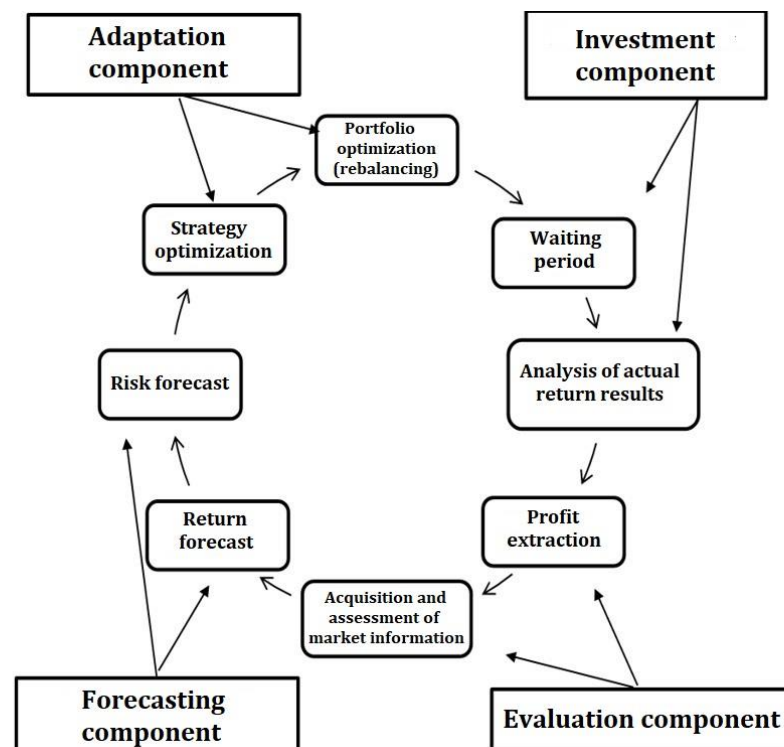 Adaptation
component
Investment
component
Portfolio
optimization
(rebalancing)
Strategy
optimization
Waiting
period
Risk forecast
Analysis of actual
return results
Return
forecast
Profit
extraction
Acquisition and
assessment of
market information
Forecasting
component
Evaluation component